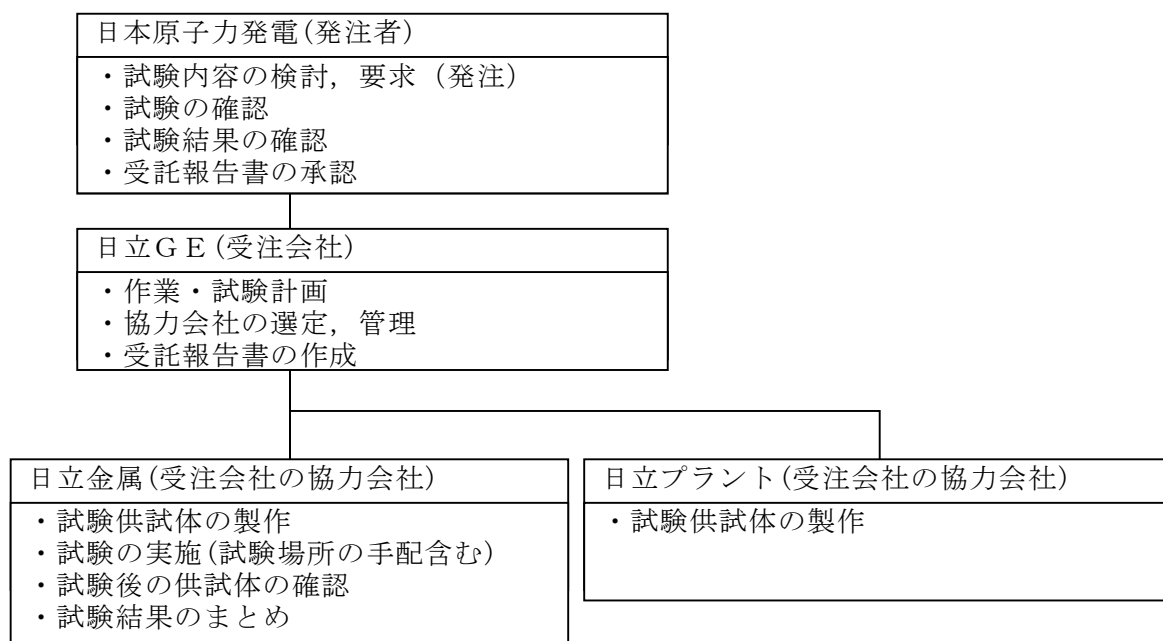 日本原子力発電(発注者)
・試験内容の検討,要求(発注)
・試験の確認
・試験結果の確認
・受託報告書の承認
日立GE(受注会社)
・作業・試験計画
・協力会社の選定,管理
・受託報告書の作成
日立金属(受注会社の協力会社)
・試験供試体の製作
・試験の実施(試験場所の手配含む)
・試験後の供試体の確認
・試験結果のまとめ
日立プラント(受注会社の協力会社)
・試験供試体の製作